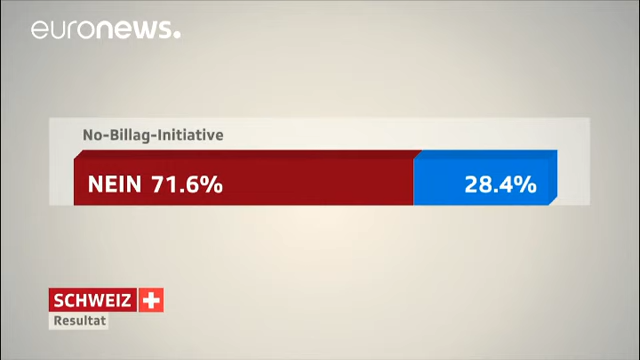 euronews.
No-Billag-Initiative
NEIN 71.6%
28.4%
SCHWEIZ
Resultat